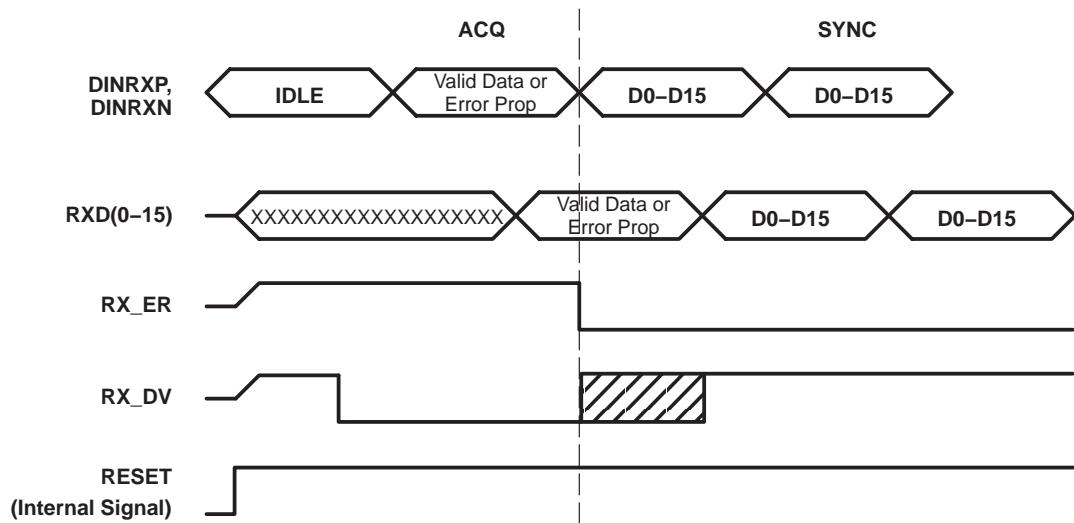 ACQ
SYNC
DINRXP,
DINRXN
IDLE
Valid Data or
Error Prop
D0–D15
D0–D15
RXD(0–15)
XXXXXXXXXXXXXXXXXXX
Valid Data or
Error Prop
D0–D15
D0–D15
RX_ER
RX_DV
RESET
(Internal Signal)